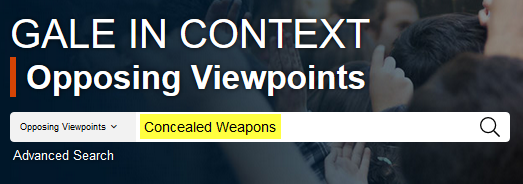 GALE IN CONTEXT
Opposing Viewpoints
Opposing Viewpoints Concealed Weapons
Advanced Search